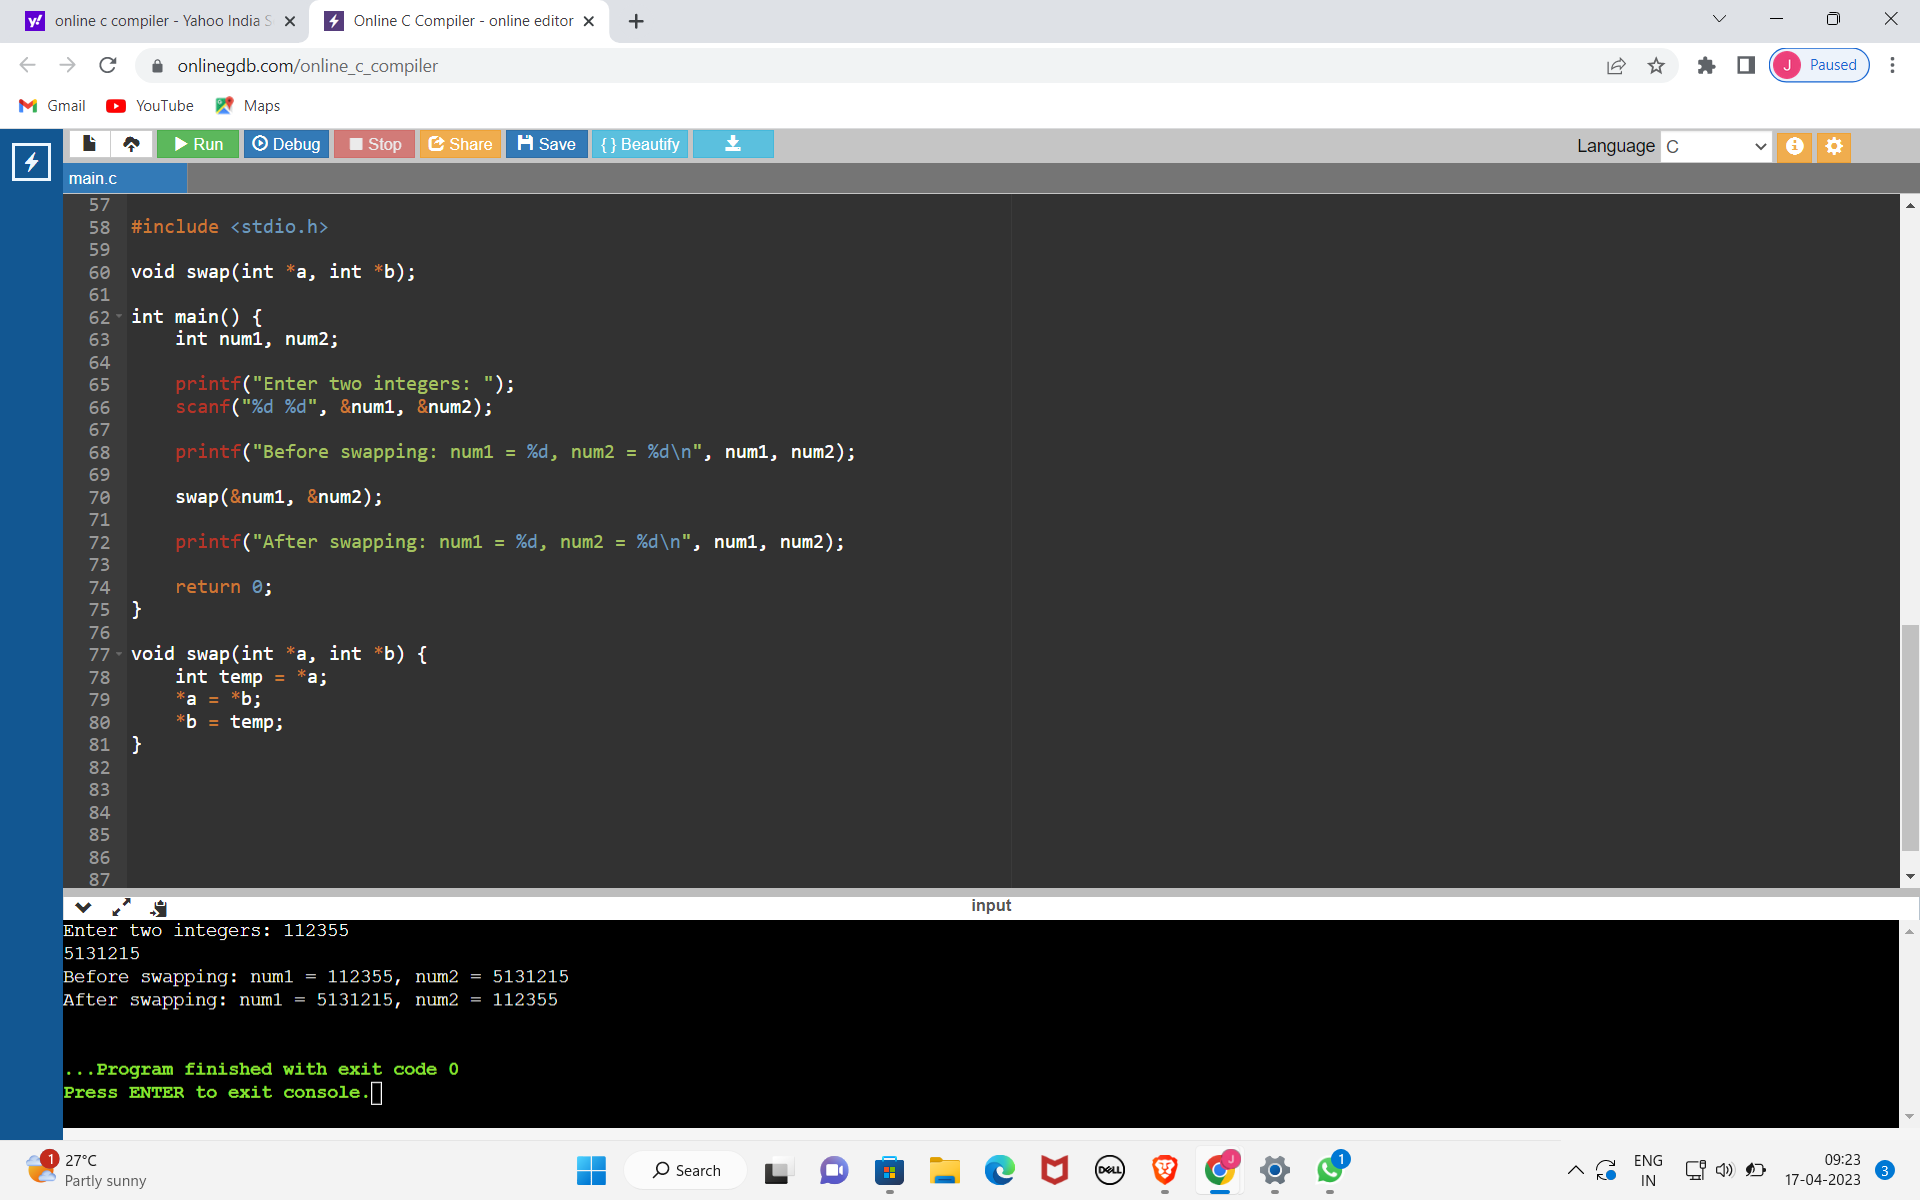 online c compiler - Yahoo India S
Online C Compiler - online editor
onlinegdb.com/online_c_compiler
J Paused
Gmail YouTube Maps
Run Debug Stop Share Save { } Beautify
Language C
main.c
57
58 #include <stdio.h>
59
60 void swap(int *a, int *b);
61
62 int main() {
63     int num1, num2;
64
65     printf("Enter two integers: ");
66     scanf("%d %d", &num1, &num2);
67
68     printf("Before swapping: num1 = %d, num2 = %d\n", num1, num2);
69
70     swap(&num1, &num2);
71
72     printf("After swapping: num1 = %d, num2 = %d\n", num1, num2);
73
74     return 0;
75 }
76
77 void swap(int *a, int *b) {
78     int temp = *a;
79     *a = *b;
80     *b = temp;
81 }
82
83
84
85
86
87
input
Enter two integers: 112355
5131215
Before swapping: num1 = 112355, num2 = 5131215
After swapping: num1 = 5131215, num2 = 112355
...Program finished with exit code 0
Press ENTER to exit console.
1
27°C
Partly sunny
Search
DELL
J
1
ENG
IN
09:23
17-04-2023
3